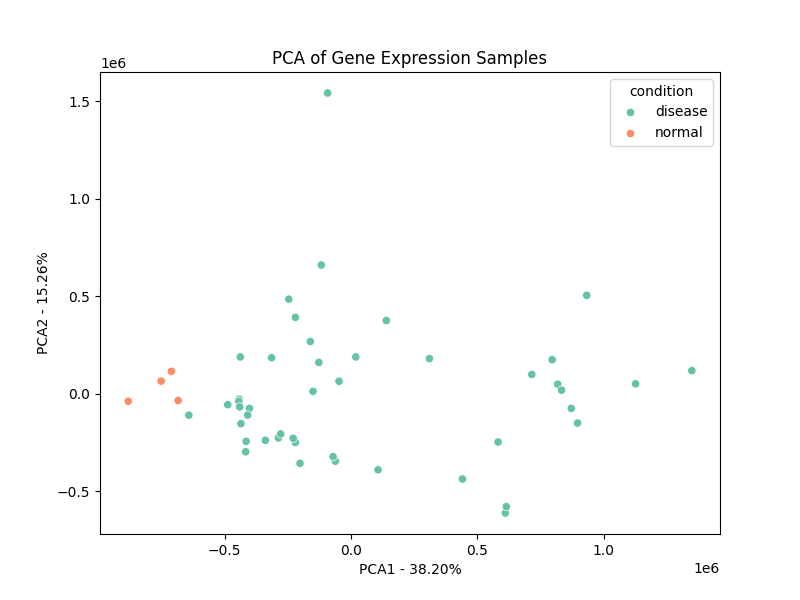 PCA of Gene Expression Samples
1e6
condition
disease
normal
1.5
1.0
0.5
0.0
−0.5
PCA2 - 15.26%
−0.5
0.0
0.5
1.0
PCA1 - 38.20%
1e6